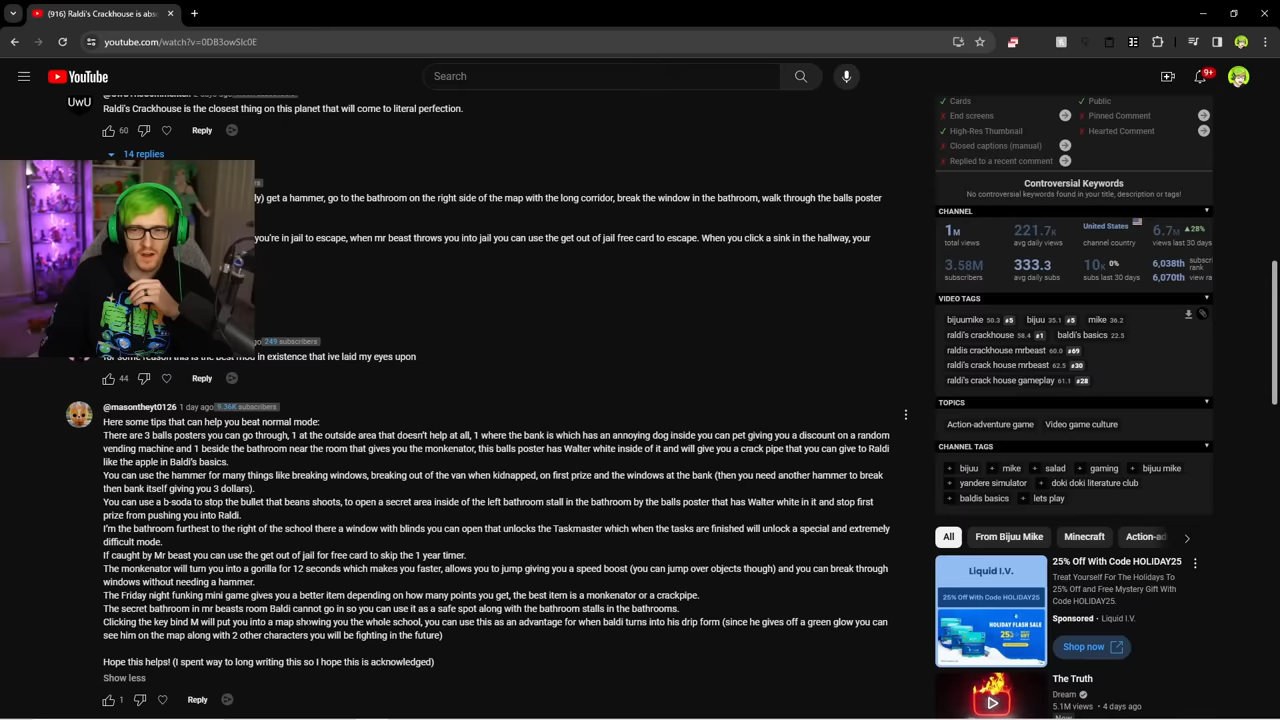 (916) Raldi's Crackhouse is abs
youtube.com/watch?v=0DB3owSlc0E
YouTube
Search
9+
UwU
Raldi's Crackhouse is the closest thing on this planet that will come to literal perfection.
60
Reply
14 replies
get a hammer, go to the bathroom on the right side of the map with the long corridor, break the window in the bathroom, walk through the balls poster
you're in jail to escape, when mr beast throws you into jail you can use the get out of jail free card to escape. When you click a sink in the hallway, your
249 subscribers
for some reason this is the best mod in existence that ive laid my eyes upon
44
Reply
@masontheyt0126 1 day ago 9.36K subscribers
Here some tips that can help you beat normal mode:
There are 3 balls posters you can go through, 1 at the outside area that doesn't help at all, 1 where the bank is which has an annoying dog inside you can pet giving you a discount on a random
vending machine and 1 beside the bathroom near the room that gives you the monkenator, this balls poster has Walter white inside of it and will give you a crack pipe that you can give to Raldi
like the apple in Baldi's basics.
You can use the hammer for many things like breaking windows, breaking out of the van when kidnapped, on first prize and the windows at the bank (then you need another hammer to break
then bank itself giving you 3 dollars).
You can use a b-soda to stop the bullet that beans shoots, to open a secret area inside of the left bathroom stall in the bathroom by the balls poster that has Walter white in it and stop first
prize from pushing you into Raldi.
I'm the bathroom furthest to the right of the school there a window with blinds you can open that unlocks the Taskmaster which when the tasks are finished will unlock a special and extremely
difficult mode.
If caught by Mr beast you can use the get out of jail for free card to skip the 1 year timer.
The monkenator will turn you into a gorilla for 12 seconds which makes you faster, allows you to jump giving you a speed boost (you can jump over objects though) and you can break through
windows without needing a hammer.
The Friday night funking mini game gives you a better item depending on how many points you get, the best item is a monkenator or a crackpipe.
The secret bathroom in mr beasts room Baldi cannot go in so you can use it as a safe spot along with the bathroom stalls in the bathrooms.
Clicking the key bind M will put you into a map showing you the whole school, you can use this as an advantage for when baldi turns into his drip form (since he gives off a green glow you can
see him on the map along with 2 other characters you will be fighting in the future)
Hope this helps! (I spent way to long writing this so I hope this is acknowledged)
Show less
1
Reply
Cards
Public
End screens
Pinned Comment
High-Res Thumbnail
Hearted Comment
Closed captions (manual)
Replied to a recent comment
Controversial Keywords
No controversial keywords found in your title, description or tags!
CHANNEL
1M
total views
221.7K
avg daily views
United States
channel country
6.7M 28%
views last 30 days
3.58M
subscribers
333.3
avg daily subs
10K 0%
subs last 30 days
6,038th
6,070th
VIDEO TAGS
bijuumike 50.3 #5 bijuu 35.1 #5 mike 36.2
raldi's crackhouse 58.4 #1 baldi's basics 22.5
raldis crackhouse mrbeast 60.0 #69
raldi's crack house mrbeast 62.5 #30
raldi's crack house gameplay 61.1 #28
TOPICS
Action-adventure game
Video game culture
CHANNEL TAGS
+ bijuu + mike + salad + gaming + bijuu mike
+ yandere simulator + doki doki literature club
+ baldis basics + lets play
All
From Bijuu Mike
Minecraft
Action-ad
Liquid I.V.
25% Off With Code HOLIDAY25
HOLIDAY
FLASH SALE
25% Off With Code HOLIDAY25
Treat Yourself For The Holidays To
25% Off and Free Mystery Gift With
Code HOLIDAY25.
Sponsored · Liquid I.V.
Shop now
The Truth
Dream
5.1M views · 4 days ago